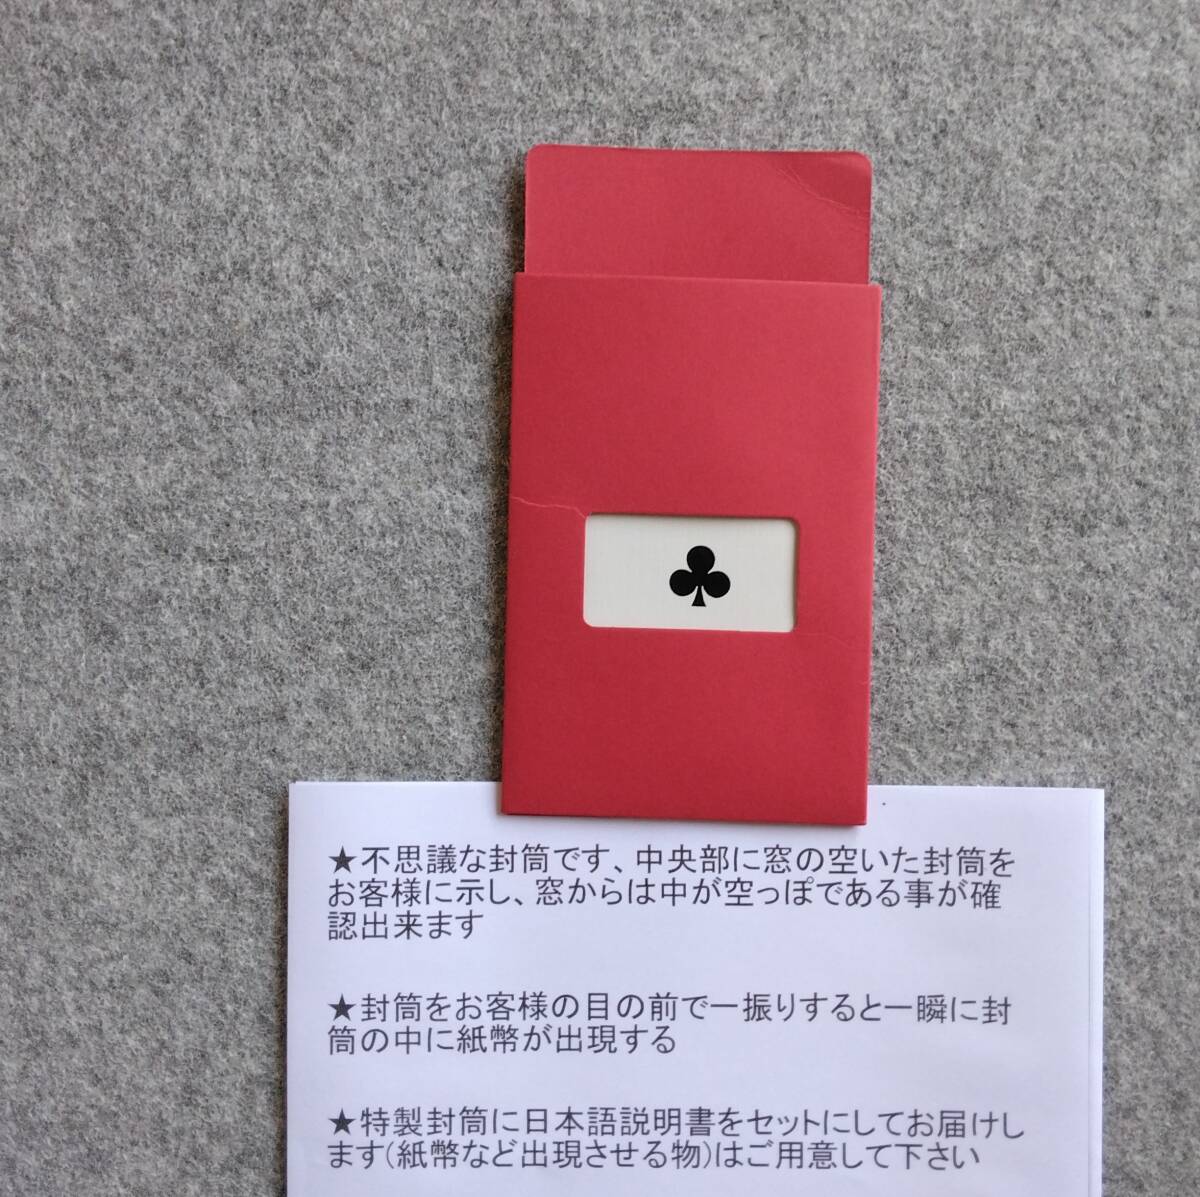 ★不思議な封筒です、中央部に窓の空いた封筒を
お客様に示し、窓からは中が空っぽである事が確
認出来ます
★封筒をお客様の目の前で一振りすると一瞬に封
筒の中に紙幣が出現する
★特製封筒に日本語説明書をセットにしてお届けし
ます(紙幣など出現させる物)はご用意して下さい